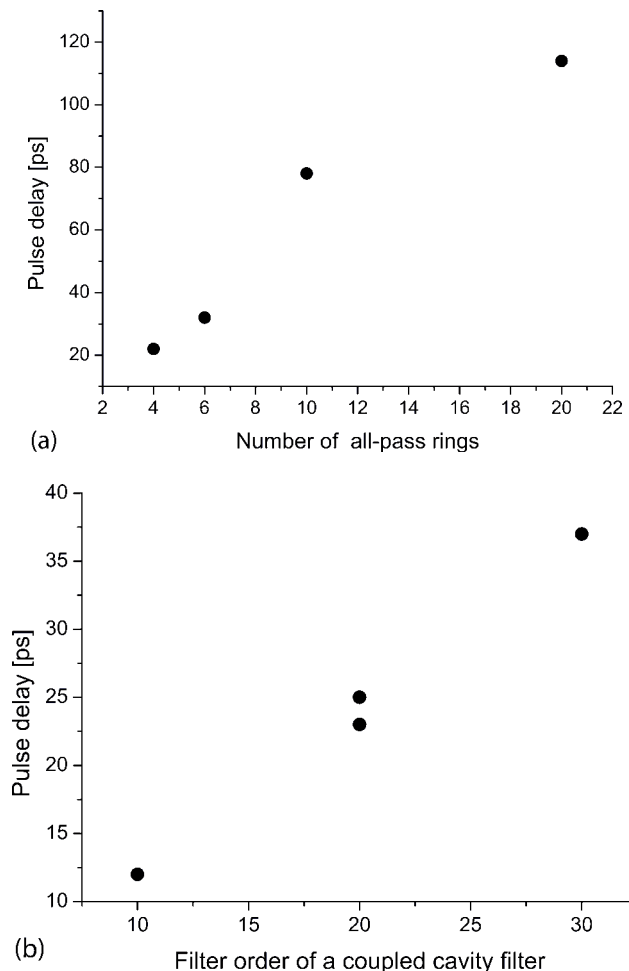 120
100
80
60
40
20
Pulse delay [ps]
2 4 6 8 10 12 14 16 18 20 22
(a)
Number of all-pass rings
40
35
30
25
20
15
10
Pulse delay [ps]
10 15 20 25 30
(b)
Filter order of a coupled cavity filter